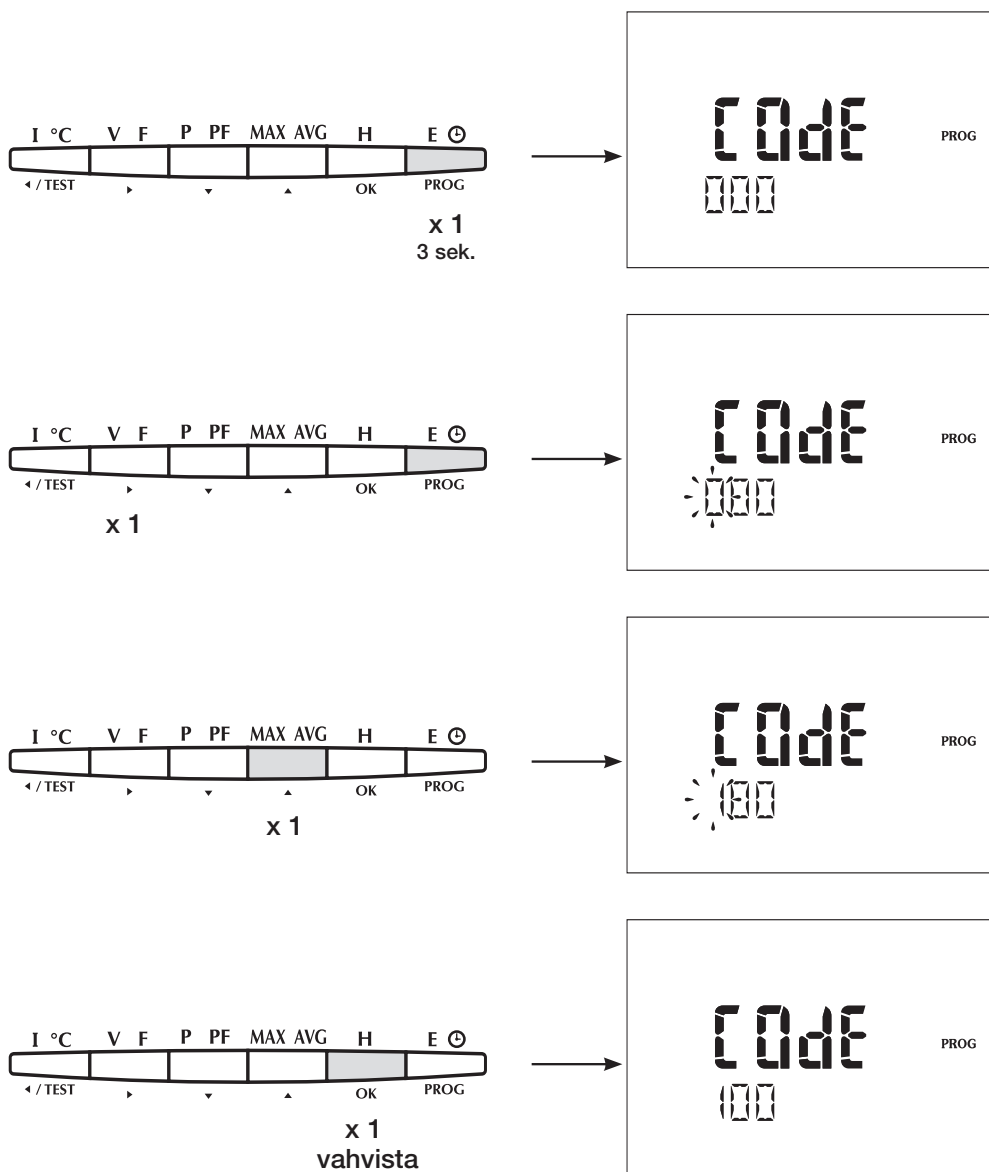 I °C V F P PF MAX AVG H E
/ TEST OK PROG
x 1
3 sek.
COdE
PROG
000
I °C V F P PF MAX AVG H E
/ TEST OK PROG
x 1
COdE
PROG
000
I °C V F P PF MAX AVG H E
/ TEST OK PROG
x 1
COdE
PROG
100
I °C V F P PF MAX AVG H E
/ TEST OK PROG
x 1
vahvista
COdE
PROG
100